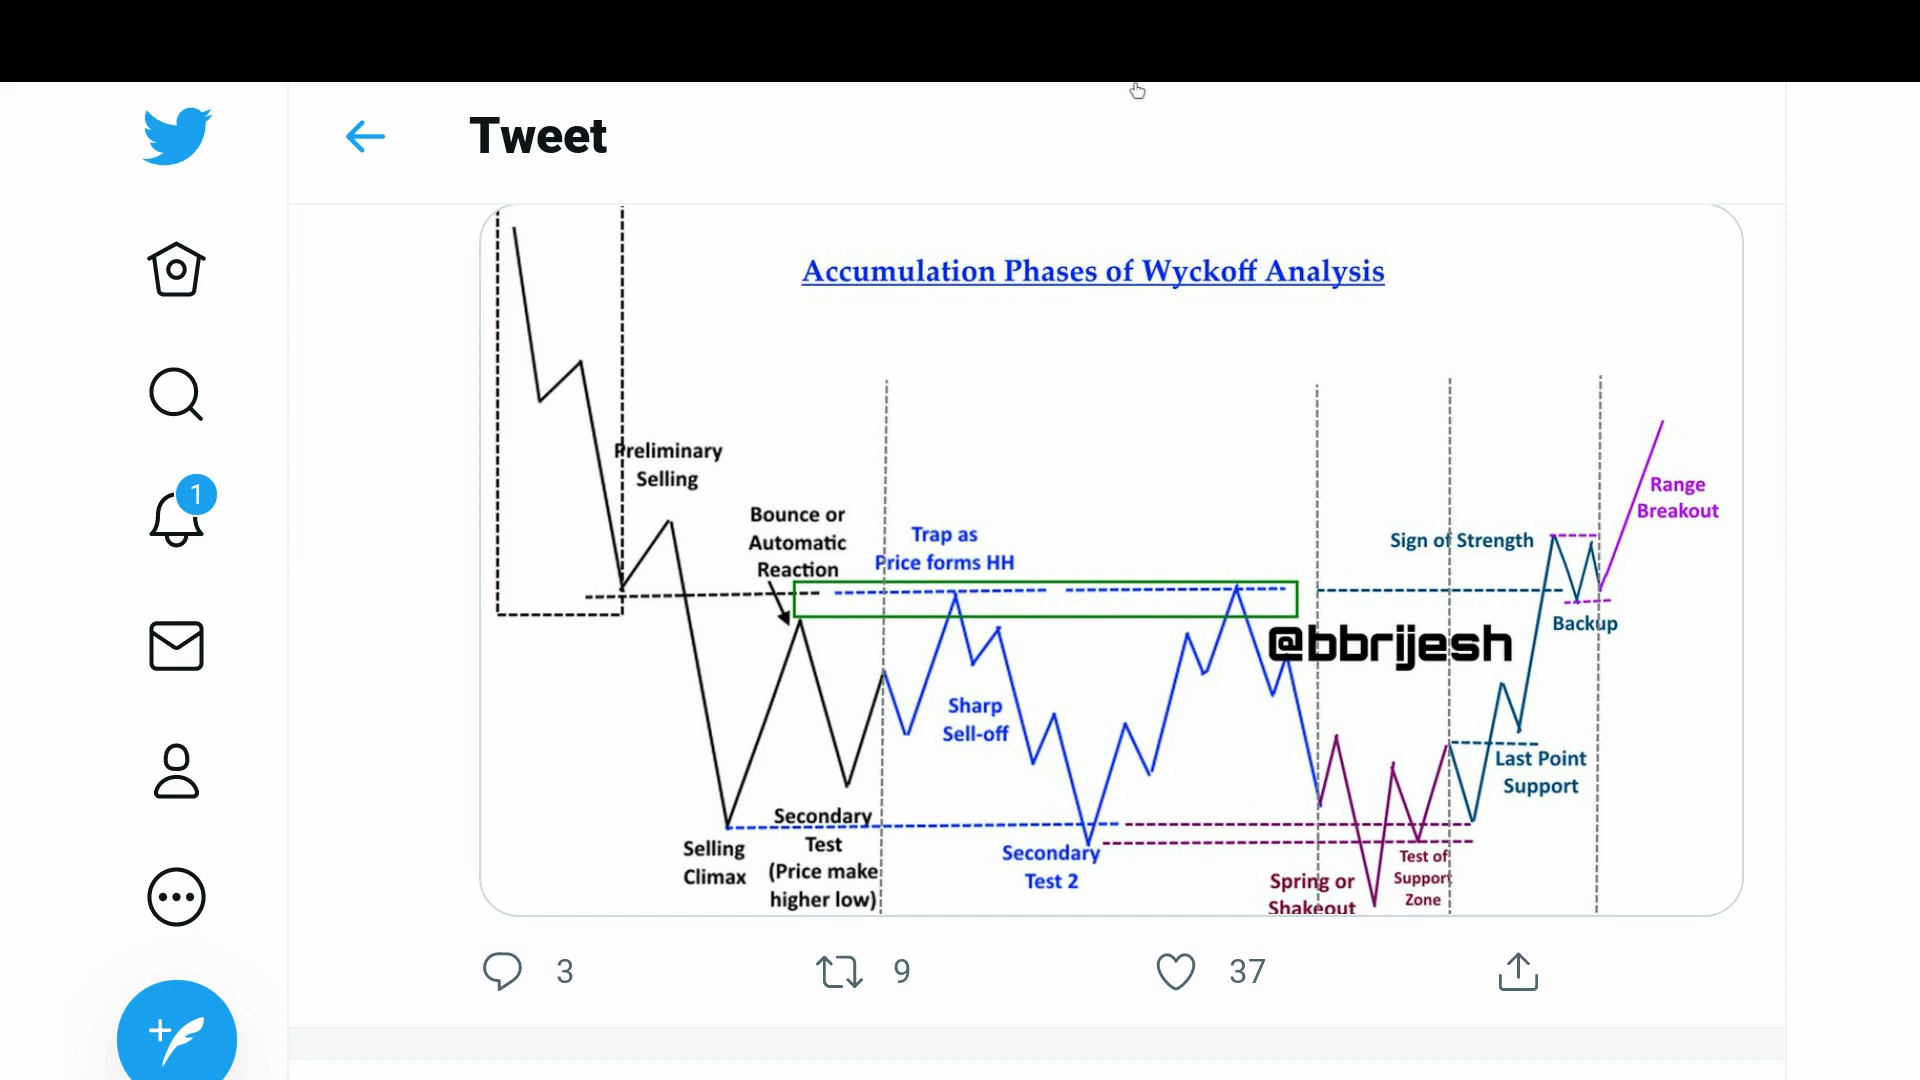 Tweet
1
Accumulation Phases of Wyckoff Analysis
Preliminary
Selling
Bounce or
Automatic
Reaction
Trap as
Price forms HH
Sign of Strength
Range
Breakout
Backup
@bbrijesh
Sharp
Sell-off
Last Point
Support
Selling
Climax
Secondary
Test
(Price make
higher low)
Secondary
Test 2
Spring or
Shakeout
Test of
Support
Zone
3
9
37